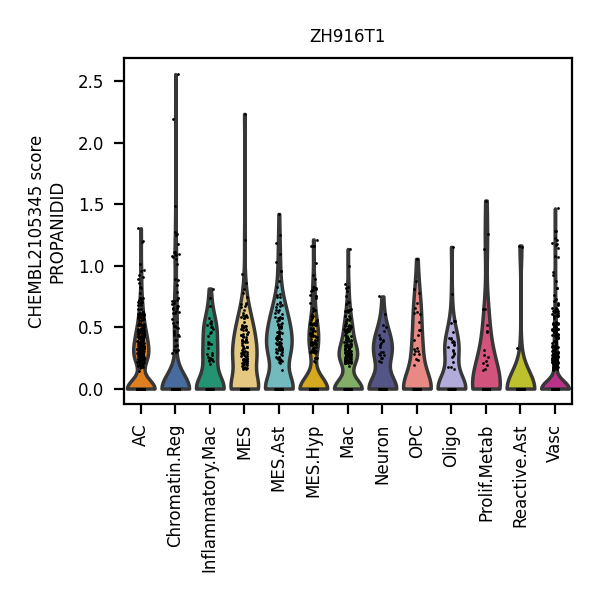 ZH916T1
CHEMBL2105345 score
PROPANIDID
2.5
2.0
1.5
1.0
0.5
0.0
AC
Chromatin.Reg
Inflammatory.Mac
MES
MES.Ast
MES.Hyp
Mac
Neuron
OPC
Oligo
Prolif.Metab
Reactive.Ast
Vasc